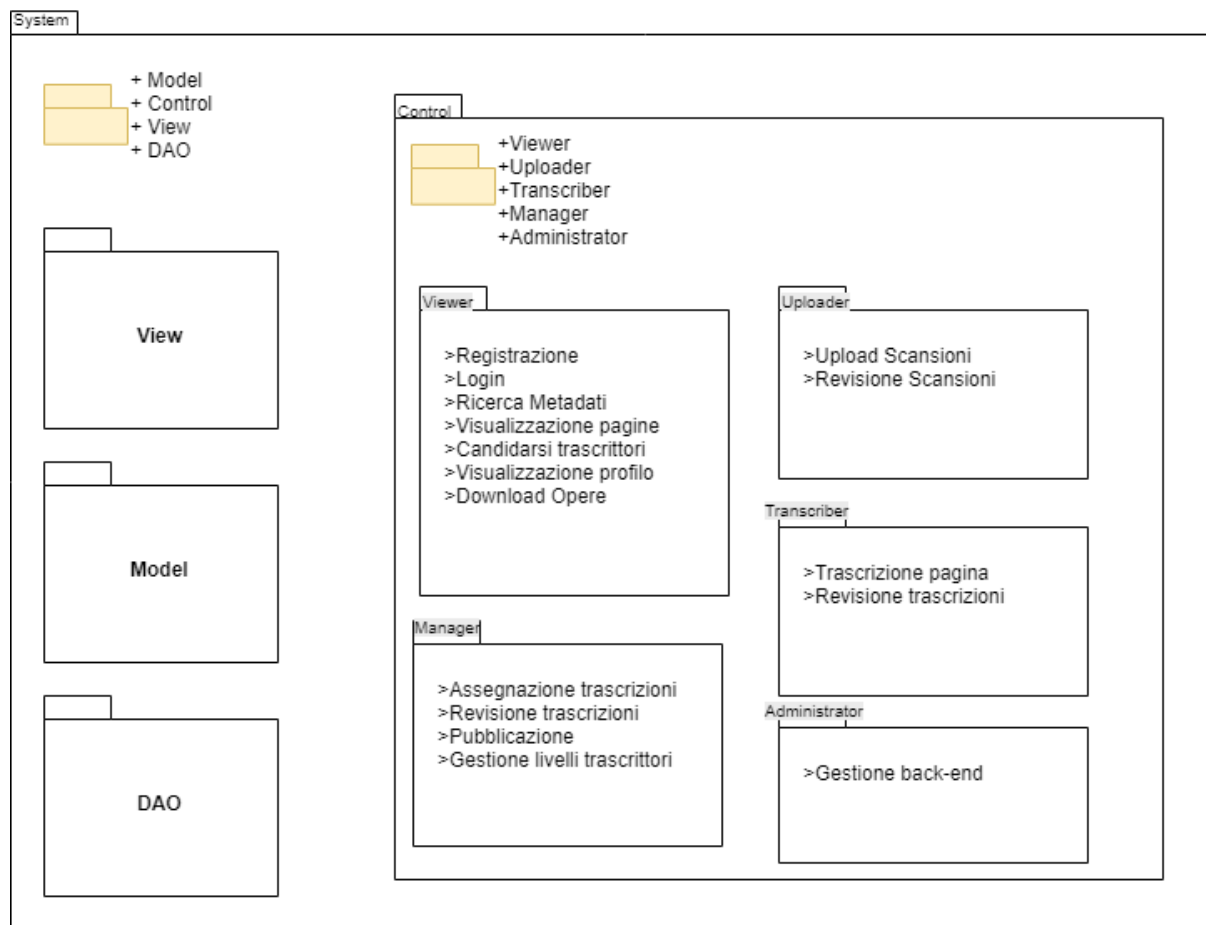 System
+ Model
+ Control
+ View
+ DAO
View
Model
DAO
Control
+Viewer
+Uploader
+Transcriber
+Manager
+Administrator
Viewer
>Registrazione
>Login
>Ricerca Metadati
>Visualizzazione pagine
>Candidarsi trascrittori
>Visualizzazione profilo
>Download Opere
Uploader
>Upload Scansioni
>Revisione Scansioni
Transcriber
>Trascrizione pagina
>Revisione trascrizioni
Manager
>Assegnazione trascrizioni
>Revisione trascrizioni
>Pubblicazione
>Gestione livelli trascrittori
Administrator
>Gestione back-end